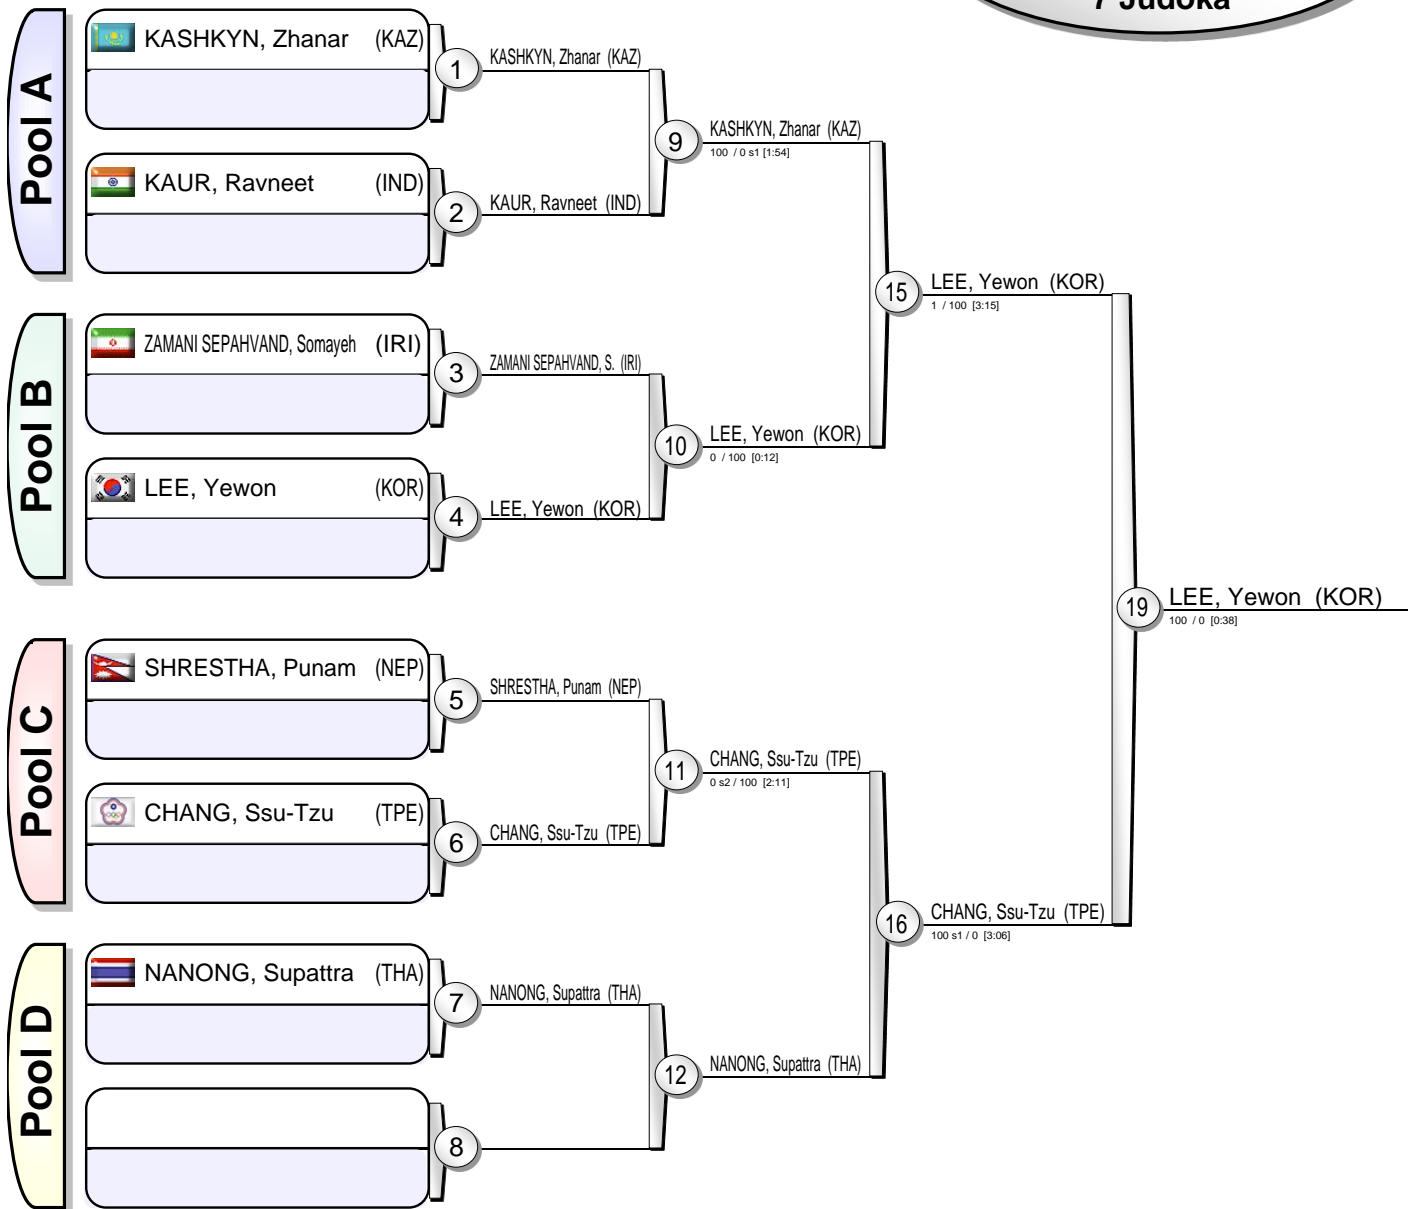 7 Judoka
Pool A
KASHKYN, Zhanar (KAZ)
1
KASHKYN, Zhanar (KAZ)
9
KASHKYN, Zhanar (KAZ)
100 / 0 s1 [1:54]
KAUR, Ravneet (IND)
2
KAUR, Ravneet (IND)
15
LEE, Yewon (KOR)
1 / 100 [3:15]
Pool B
ZAMANI SEPAHVAND, Somayeh (IRI)
3
ZAMANI SEPAHVAND, S. (IRI)
10
LEE, Yewon (KOR)
0 / 100 [0:12]
LEE, Yewon (KOR)
4
LEE, Yewon (KOR)
19
LEE, Yewon (KOR)
100 / 0 [0:38]
Pool C
SHRESTHA, Punam (NEP)
5
SHRESTHA, Punam (NEP)
11
CHANG, Ssu-Tzu (TPE)
0 s2 / 100 [2:11]
CHANG, Ssu-Tzu (TPE)
6
CHANG, Ssu-Tzu (TPE)
16
CHANG, Ssu-Tzu (TPE)
100 s1 / 0 [3:06]
Pool D
NANONG, Supattra (THA)
7
NANONG, Supattra (THA)
12
NANONG, Supattra (THA)
8